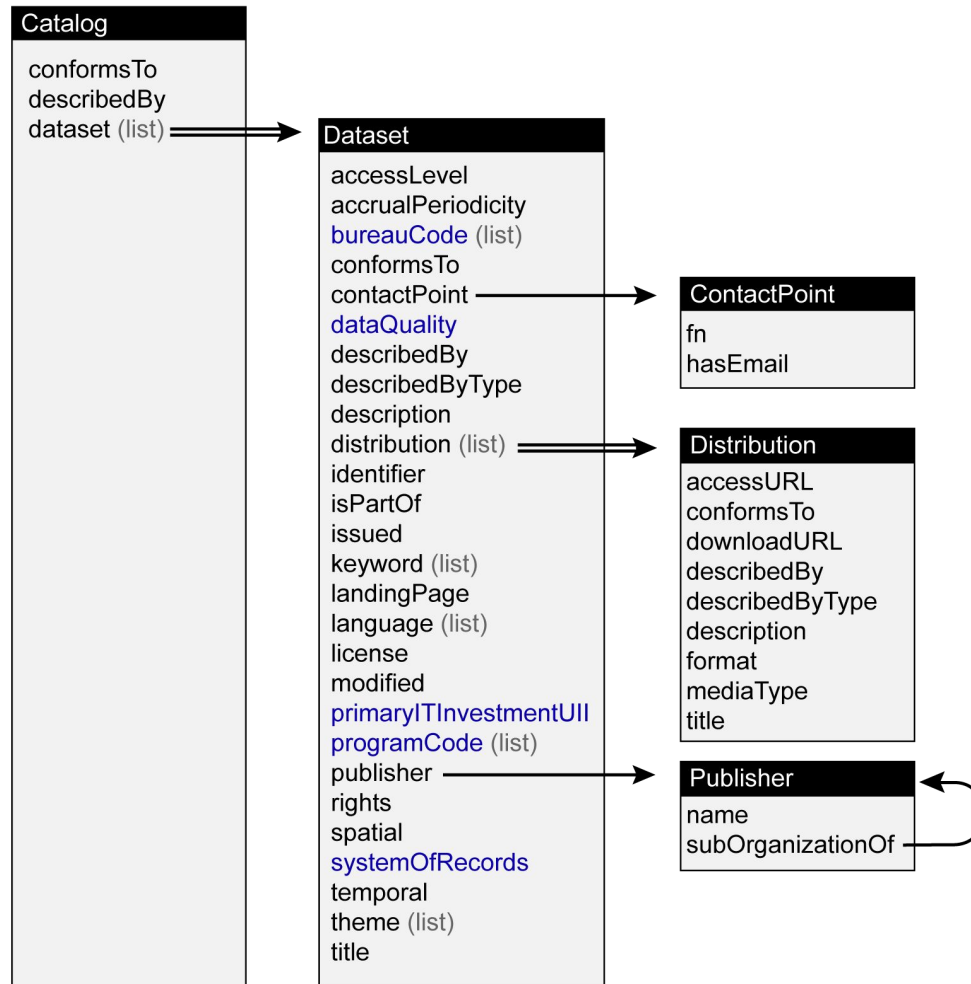 Catalog
conformsTo
describedBy
dataset (list)
Dataset
accessLevel
accrualPeriodicity
bureauCode (list)
conformsTo
contactPoint
dataQuality
describedBy
describedByType
description
distribution (list)
identifier
isPartOf
issued
keyword (list)
landingPage
language (list)
license
modified
primaryITInvestmentUII
programCode (list)
publisher
rights
spatial
systemOfRecords
temporal
theme (list)
title
ContactPoint
fn
hasEmail
Distribution
accessURL
conformsTo
downloadURL
describedBy
describedByType
description
format
mediaType
title
Publisher
name
subOrganizationOf